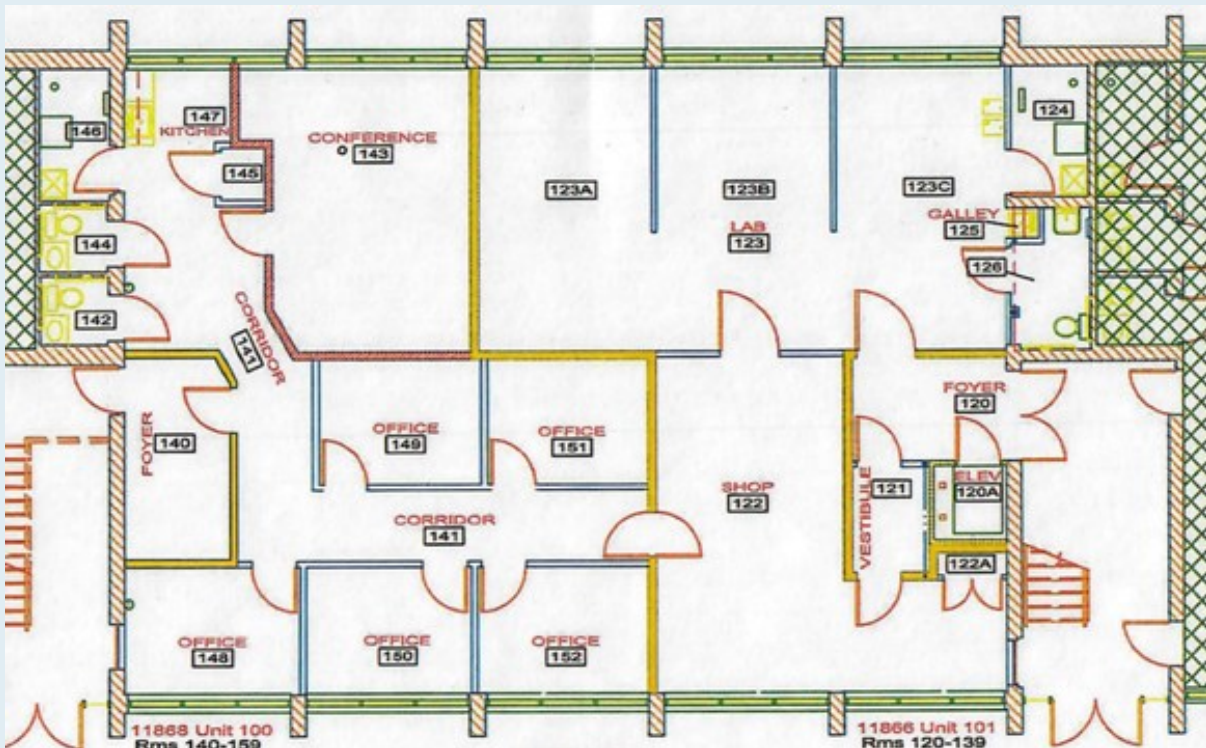 147
KITCHEN
124
146
CONFERENCE
143
145
123A
123B
123C
LAB
123
GALLEY
125
144
126
142
CORRIDOR
141
FOYER
140
OFFICE
149
OFFICE
151
FOYER
120
SHOP
122
VESTIBULE
121
ELEV
120A
CORRIDOR
141
122A
OFFICE
148
OFFICE
150
OFFICE
152
11868 Unit 100
Rms 140-159
11866 Unit 101
Rms 120-139